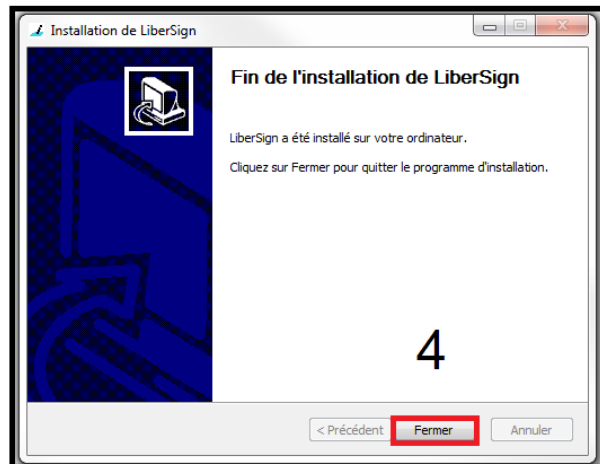 Installation de LiberSign
Fin de l'installation de LiberSign
LiberSign a été installé sur votre ordinateur.
Cliquez sur Fermer pour quitter le programme d'installation.
4
< Précédent Fermer Annuler